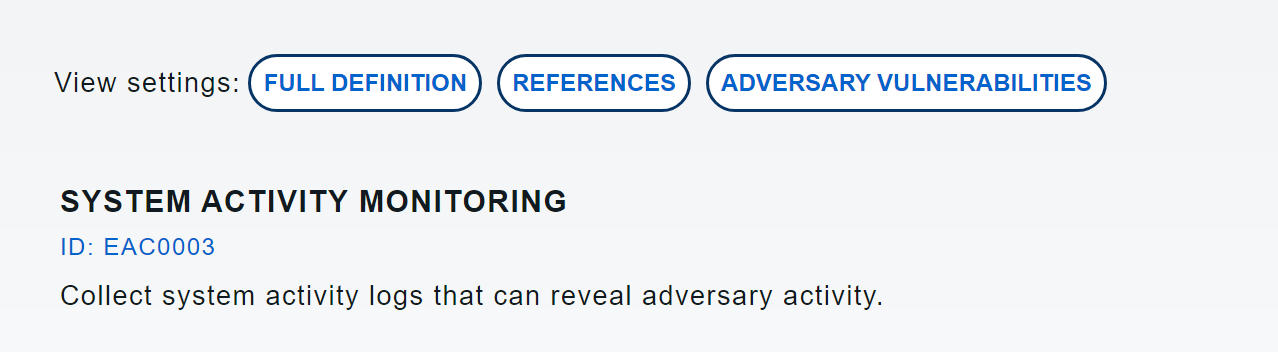 View settings: FULL DEFINITION REFERENCES ADVERSARY VULNERABILITIES
SYSTEM ACTIVITY MONITORING
ID: EAC0003
Collect system activity logs that can reveal adversary activity.